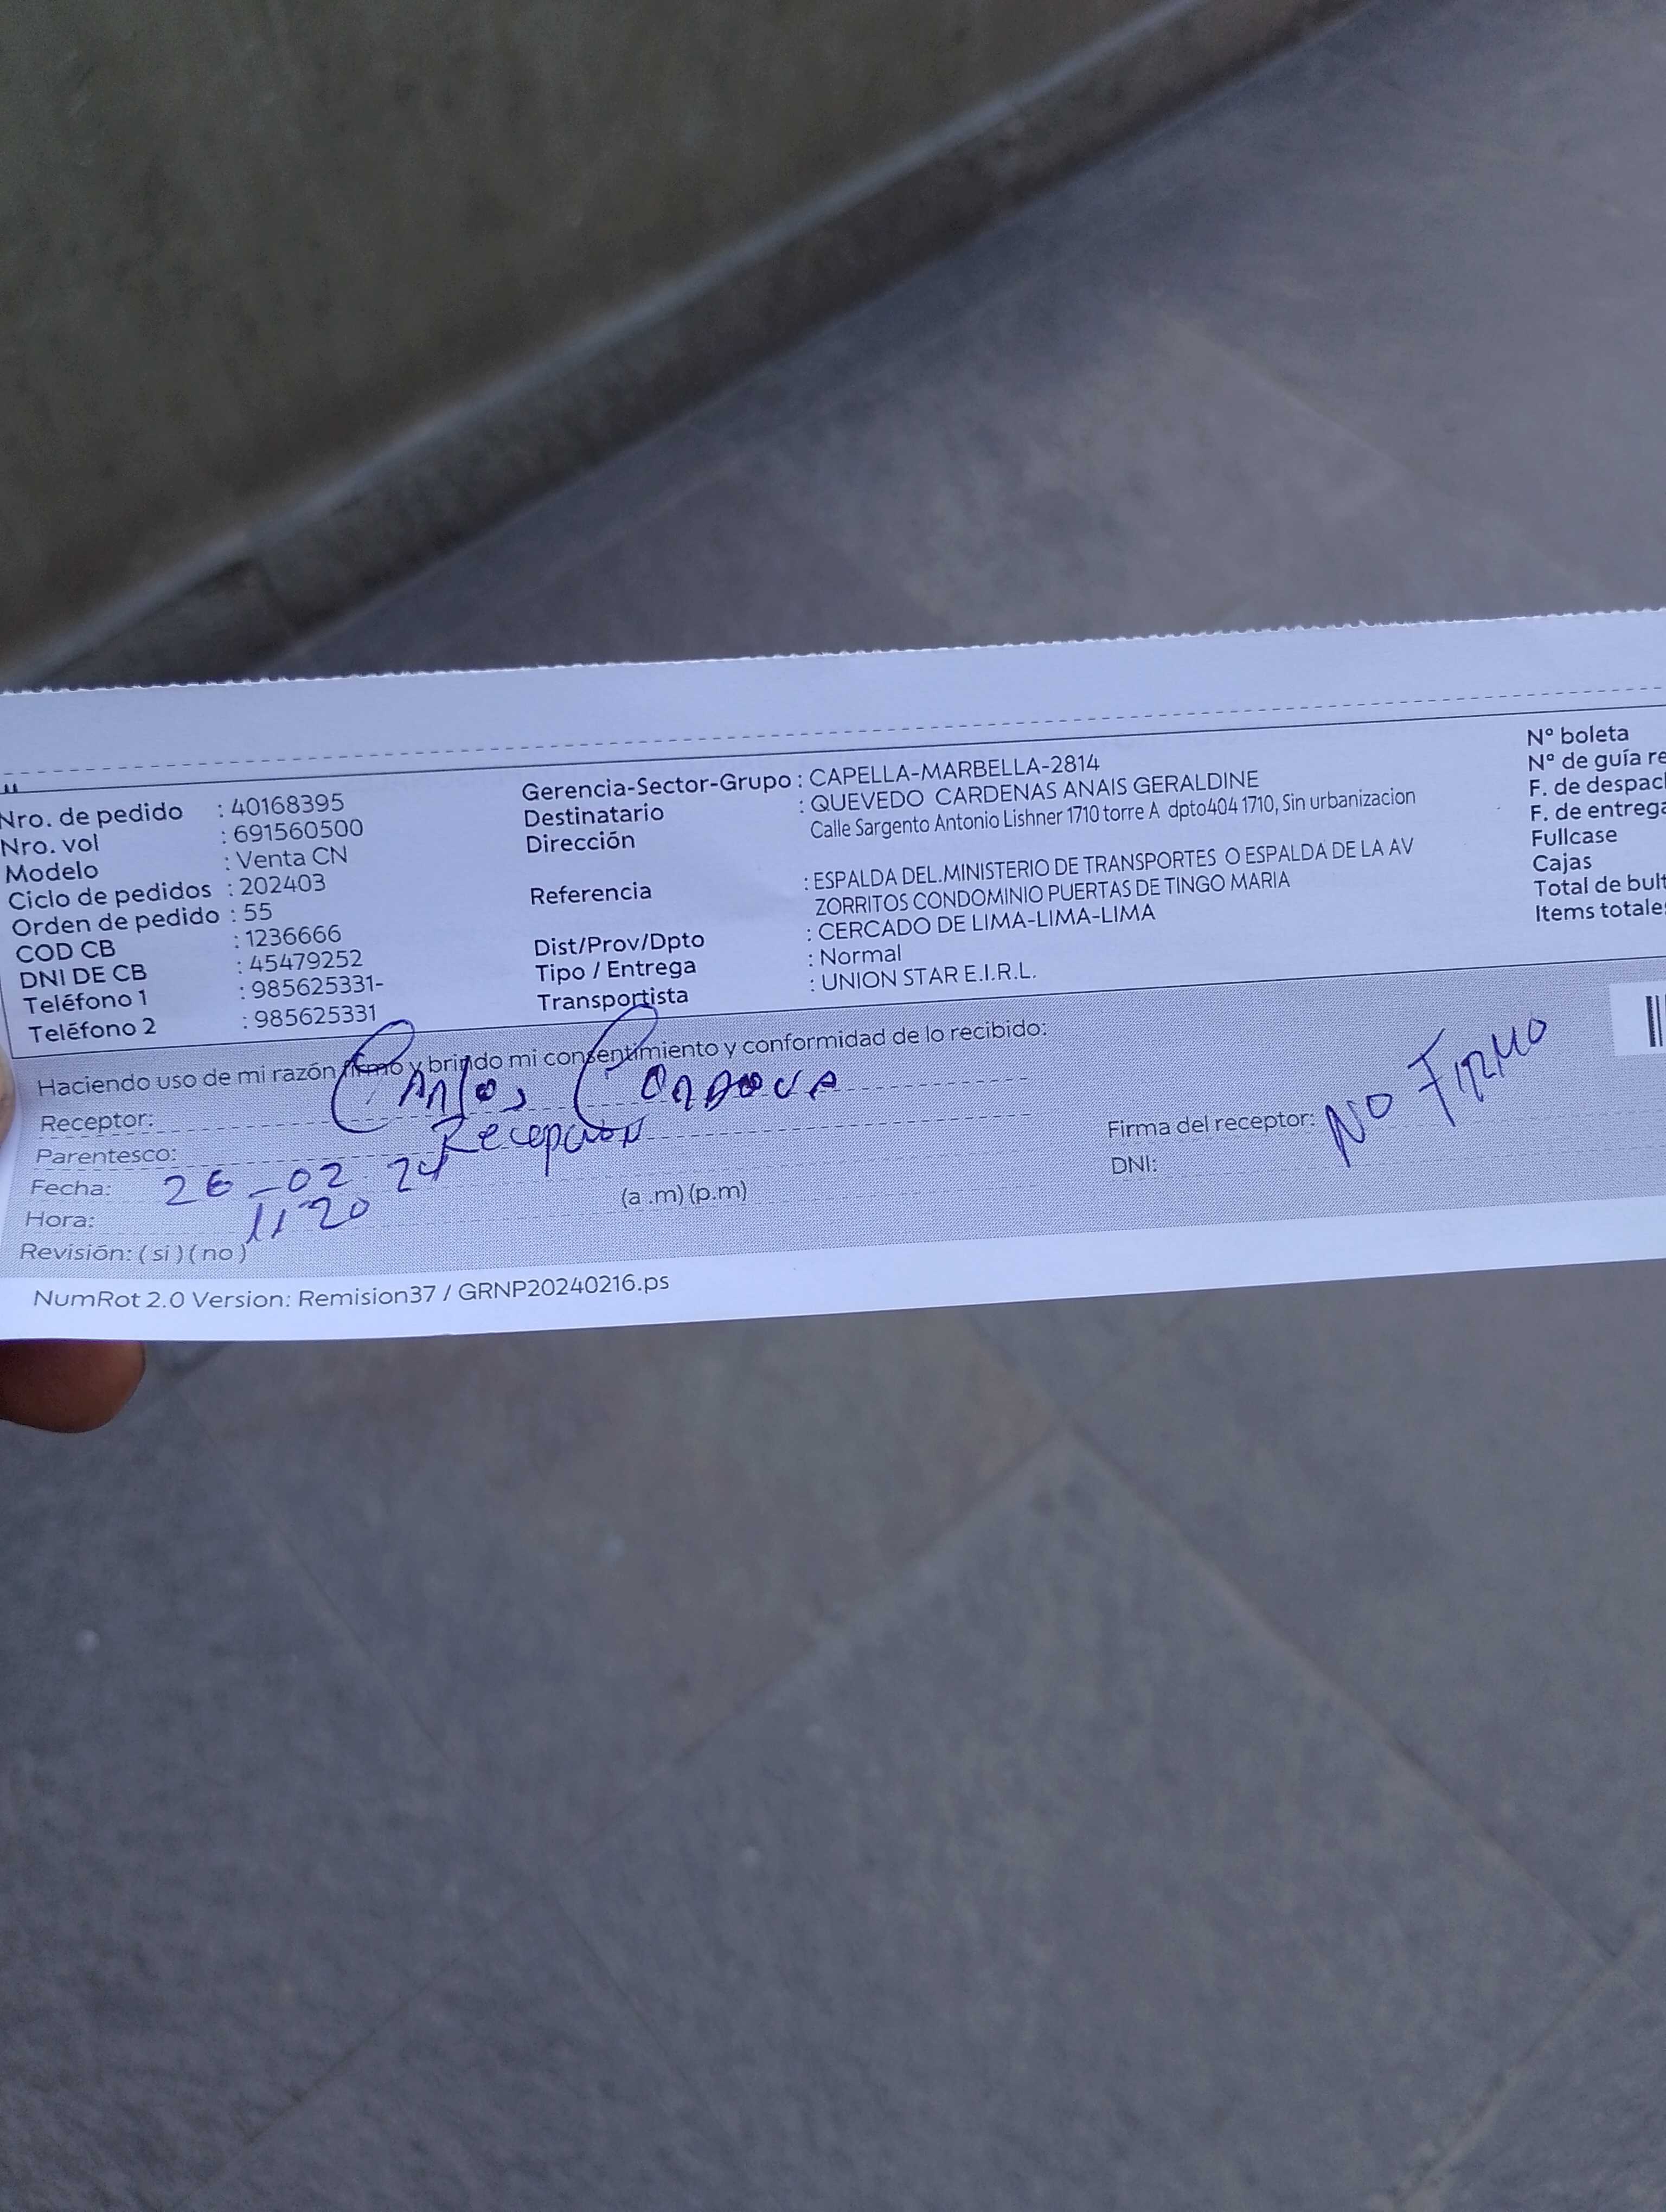 Nro. de pedido : 40168395
Nro. vol : 691560500
Modelo : Venta CN
Ciclo de pedidos : 202403
Orden de pedido : 55
COD CB : 1236666
DNI DE CB : 45479252
Teléfono 1 : 985625331-
Teléfono 2 : 985625331
Gerencia-Sector-Grupo : CAPELLA-MARBELLA-2814
Destinatario : QUEVEDO CARDENAS ANAIS GERALDINE
Dirección Calle Sargento Antonio Lishner 1710 torre A dpto404 1710, Sin urbanizacion
Referencia : ESPALDA DEL.MINISTERIO DE TRANSPORTES O ESPALDA DE LA AV
ZORRITOS CONDOMINIO PUERTAS DE TINGO MARIA
Dist/Prov/Dpto : CERCADO DE LIMA-LIMA-LIMA
Tipo / Entrega : Normal
Transportista : UNION STAR E.I.R.L.
Nº boleta
Nº de guía re
F. de despac
F. de entrega
Fullcase
Cajas
Total de bult
Items totales
Haciendo uso de mi razón firmo y brindo mi consentimiento y conformidad de lo recibido:
Receptor: Carlos Cordova
Parentesco: Recepcion
Fecha: 26-02-24
Hora: 11:20 (a .m) (p.m)
Revisión: ( si ) ( no )
Firma del receptor: NO FIRMO
DNI:
NumRot 2.0 Version: Remision37 / GRNP20240216.ps